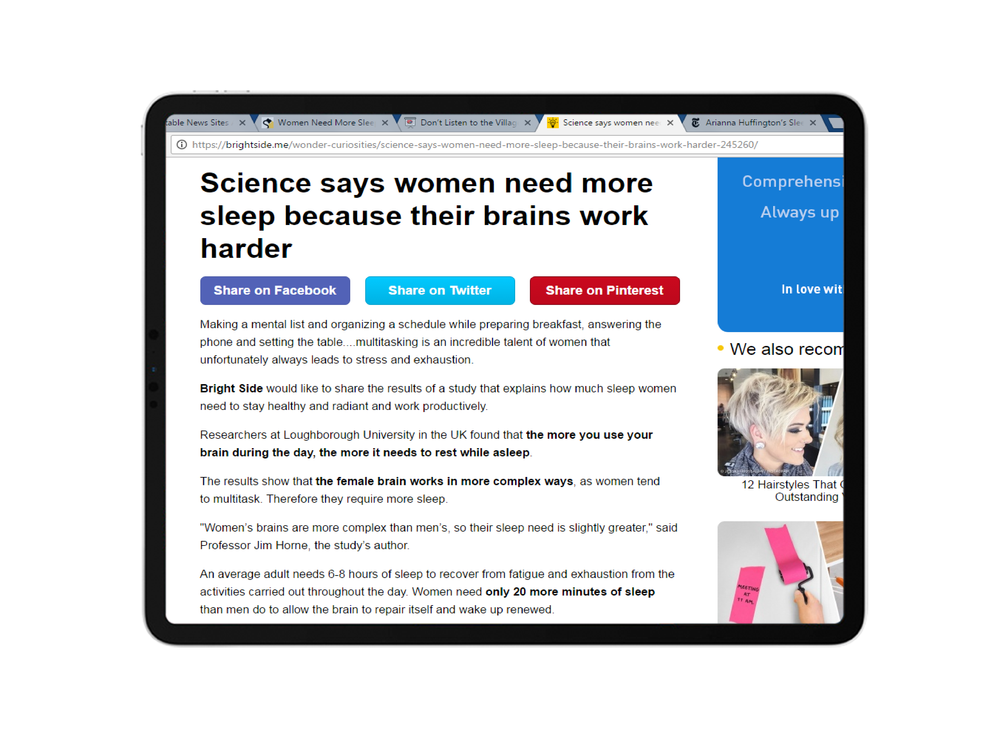 table News Sites
Women Need More Slee
Don't Listen to the Villag
Science says women nee
Arianna Huffington's Slee
https://brightside.me/wonder-curiosities/science-says-women-need-more-sleep-because-their-brains-work-harder-245260/
Science says women need more
sleep because their brains work
harder
Share on Facebook
Share on Twitter
Share on Pinterest
Making a mental list and organizing a schedule while preparing breakfast, answering the
phone and setting the table....multitasking is an incredible talent of women that
unfortunately always leads to stress and exhaustion.
Bright Side would like to share the results of a study that explains how much sleep women
need to stay healthy and radiant and work productively.
Researchers at Loughborough University in the UK found that the more you use your
brain during the day, the more it needs to rest while asleep.
The results show that the female brain works in more complex ways, as women tend
to multitask. Therefore they require more sleep.
"Women’s brains are more complex than men’s, so their sleep need is slightly greater," said
Professor Jim Horne, the study’s author.
An average adult needs 6-8 hours of sleep to recover from fatigue and exhaustion from the
activities carried out throughout the day. Women need only 20 more minutes of sleep
than men do to allow the brain to repair itself and wake up renewed.
Comprehensi
Always up
In love wit
We also recom
12 Hairstyles That
Outstanding
MEETING
AT
11 AM.